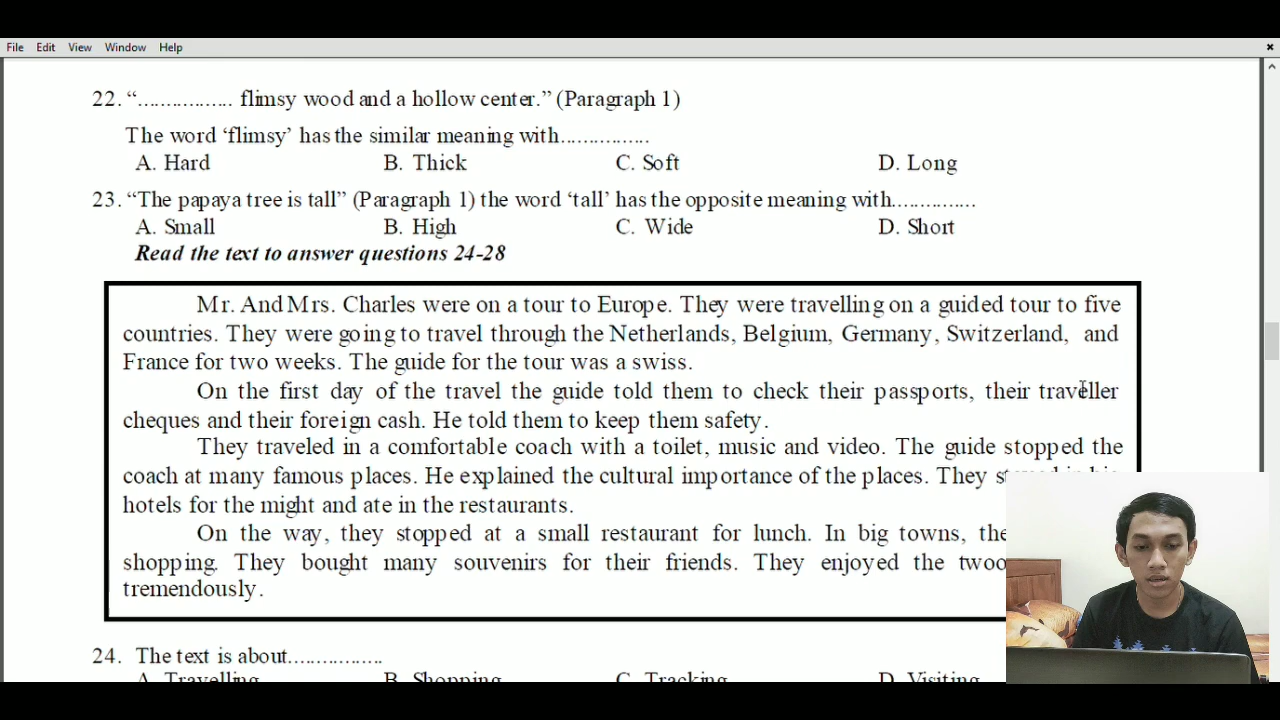 File Edit View Window Help
22. “................. flimsy wood and a hollow center.” (Paragraph 1)
The word ‘flimsy’ has the similar meaning with................
A. Hard B. Thick C. Soft D. Long
23. “The papaya tree is tall” (Paragraph 1) the word ‘tall’ has the opposite meaning with...............
A. Small B. High C. Wide D. Short
Read the text to answer questions 24-28
Mr. And Mrs. Charles were on a tour to Europe. They were travelling on a guided tour to five
countries. They were going to travel through the Netherlands, Belgium, Germany, Switzerland, and
France for two weeks. The guide for the tour was a swiss.
On the first day of the travel the guide told them to check their passports, their traveller
cheques and their foreign cash. He told them to keep them safety.
They traveled in a comfortable coach with a toilet, music and video. The guide stopped the
coach at many famous places. He explained the cultural importance of the places. They
hotels for the might and ate in the restaurants.
On the way, they stopped at a small restaurant for lunch. In big towns,
shopping. They bought many souvenirs for their friends. They enjoyed the
tremendously.
24. The text is about.................
A. Travelling B. Shopping C. Tracking D. Visiting